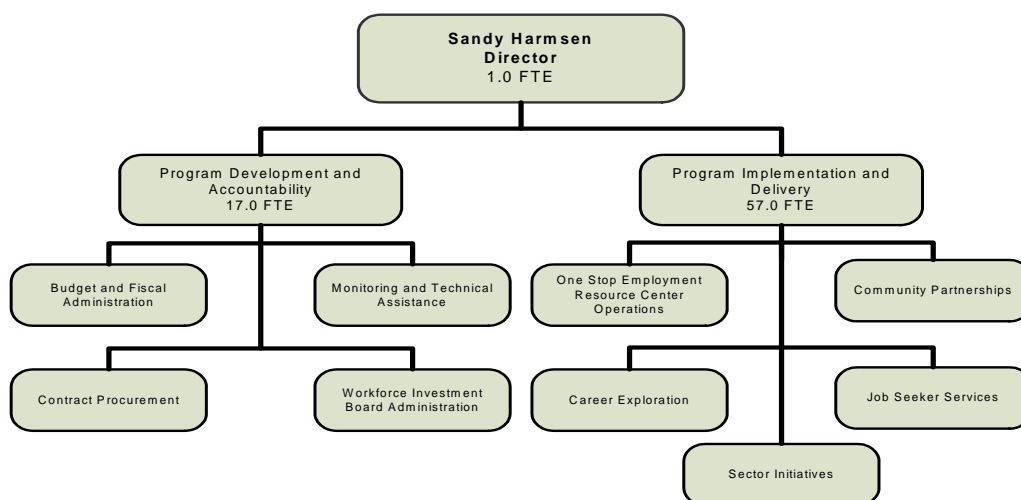 Sandy Harmsen
Director
1.0 FTE
Program Development and
Accountability
17.0 FTE
Program Implementation and
Delivery
57.0 FTE
Budget and Fiscal
Administration
Monitoring and Technical
Assistance
One Stop Employment
Resource Center
Operations
Community Partnerships
Contract Procurement
Workforce Investment
Board Administration
Career Exploration
Job Seeker Services
Sector Initiatives